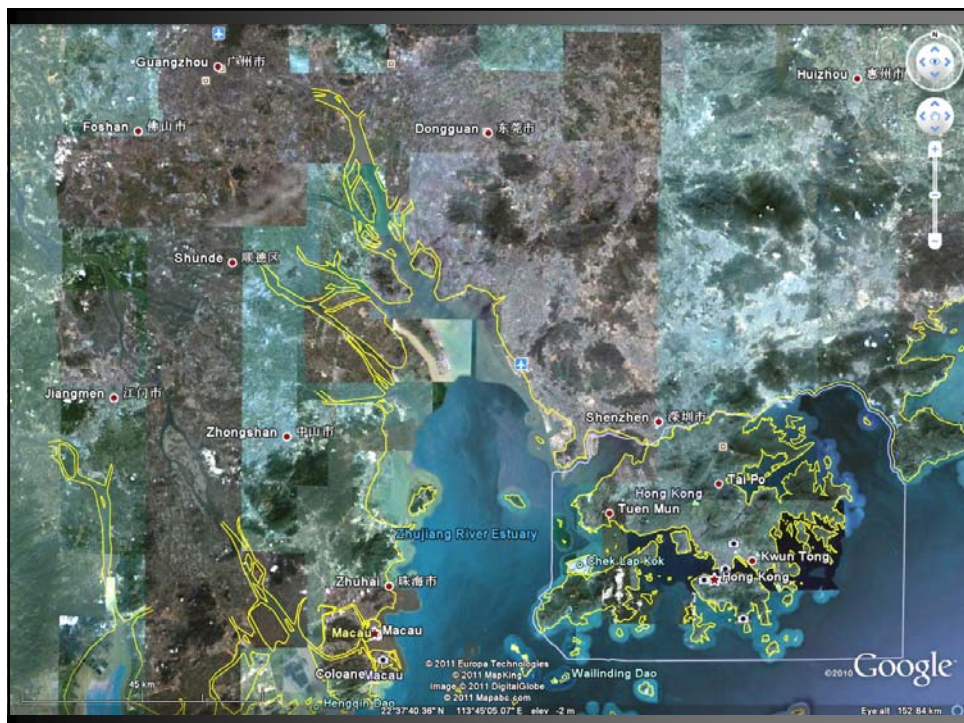 N
Guangzhou 广州市
Huizhou 惠州市
Foshan 佛山市
Dongguan 东莞市
Shunde 顺德区
Jiangmen 江门市
Shenzhen 深圳市
Zhongshan 中山市
Tai Po
Hong Kong
Tuen Mun
Zhujiang River Estuary
Kwun Tong
Chek Lap Kok
Hong Kong
Zhuhai 珠海市
Macau Macau
Coloane Macau
Wailinding Dao
Hengqin Dao
45 km
© 2011 Europa Technologies
© 2011 MapKing
Image © 2011 DigitalGlobe
© 2011 Mapabc.com
©2010 Google
22°37'40.36" N 113°45'05.07" E elev -2 m
Eye alt 152.84 km